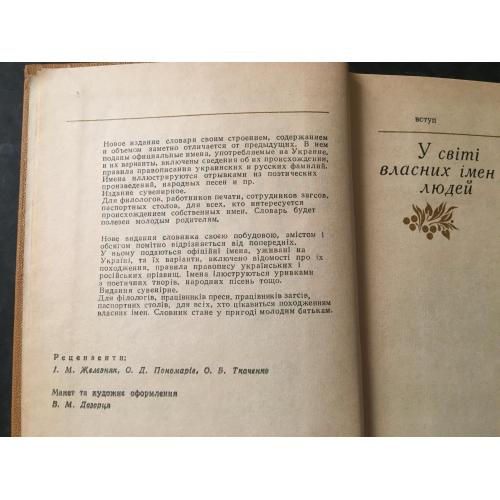 Новое издание словаря своим строением, содержанием
и объемом заметно отличается от предыдущих. В нем
поданы официальные имена, употребляемые на Украине,
и их варианты, включены сведения об их происхождении,
правила правописания украинских и русских фамилий.
Имена иллюстрируются отрывками из поэтических
произведений, народных песен и пр.
Издание сувенирное.
Для филологов, работников печати, сотрудников загсов,
паспортных столов, для всех, кто интересуется
происхождением собственных имен. Словарь будет
полезен молодым родителям.
Нове видання словника своєю побудовою, змістом і
обсягом помітно відрізняється від попередніх.
У ньому подаються офіційні імена, уживані на
Україні, та їх варіанти, включено відомості про їх
походження, правила правопису українських і
російських прізвищ. Імена ілюструються уривками
з поетичних творів, народних пісень тощо.
Видання сувенірне.
Для філологів, працівників преси, працівників загсів,
паспортних столів, для всіх, хто цікавиться походженням
власних імен. Словник стане у пригоді молодим батькам.
Рецензенти:
І. М. Железняк, О. Д. Пономарів, О. Б. Ткаченко
Макет та художнє оформлення
В. М. Дозорця
вступ
У світі
власних імен
людей